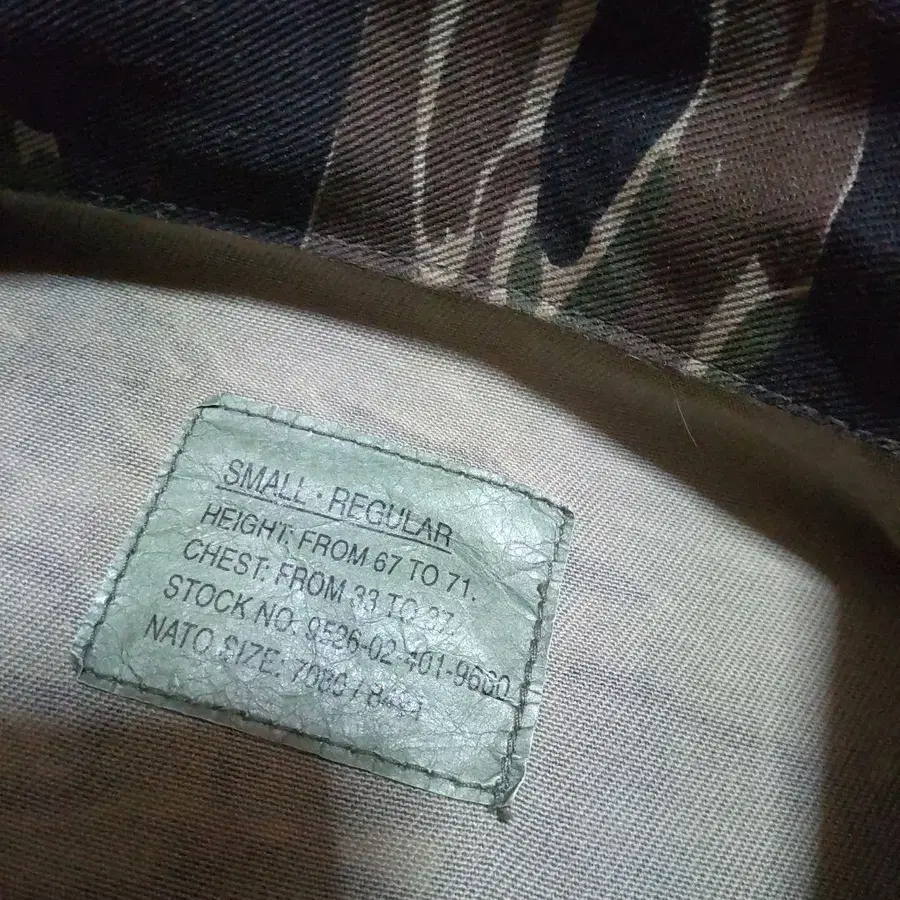 SMALL · REGULAR
HEIGHT: FROM 67 TO 71.
CHEST: FROM 33 TO 37.
STOCK NO. 9526-02-401-9660
NATO SIZE: